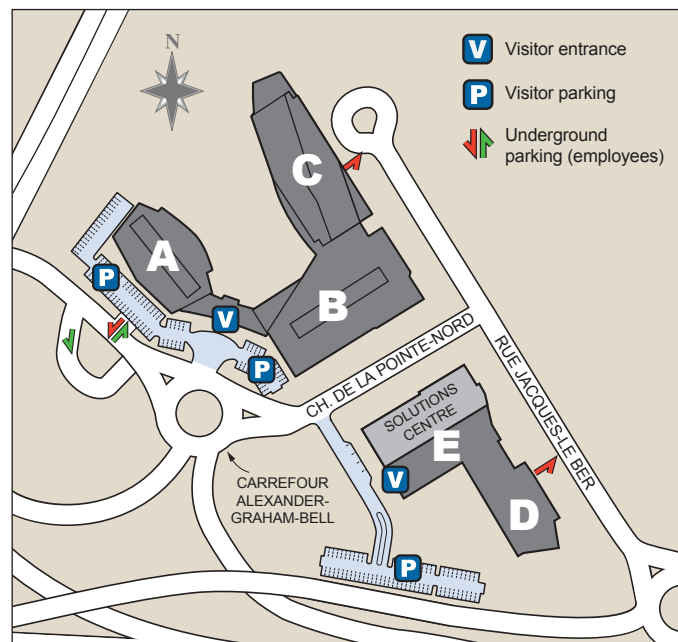 N
V Visitor entrance
P Visitor parking
Underground
parking (employees)
C
A
P
B
V
P
CH. DE LA POINTE-NORD
RUE JACQUES-LE BER
SOLUTIONS
CENTRE
E
V
D
CARREFOUR
ALEXANDER-
GRAHAM-BELL
P